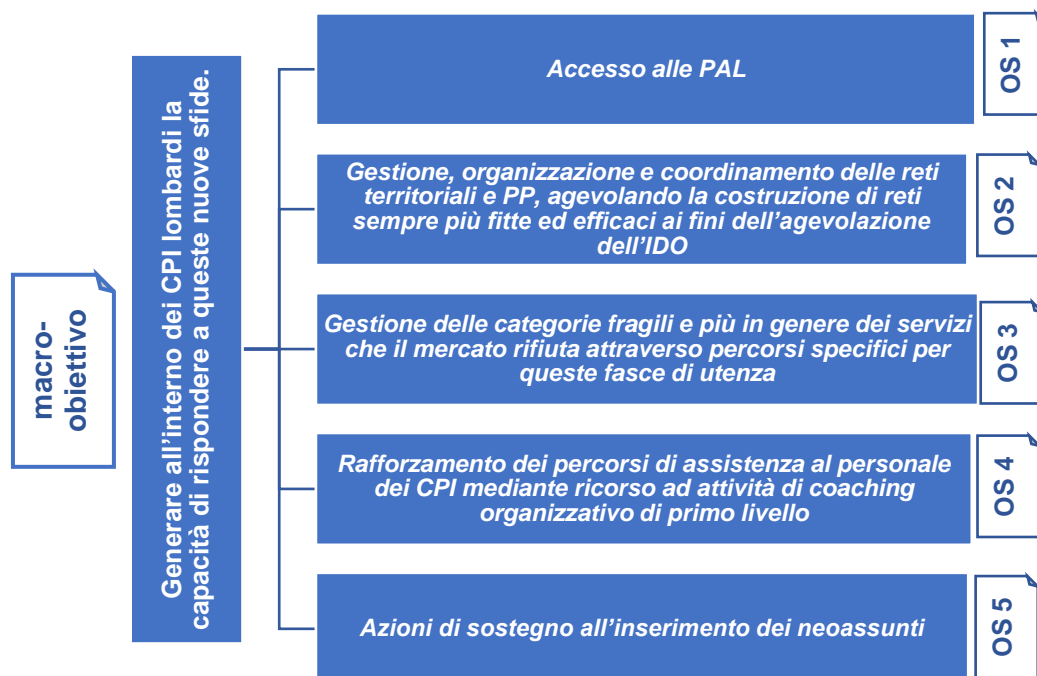 macro-
obiettivo
Generare all’interno dei CPI lombardi la
capacità di rispondere a queste nuove sfide.
Accesso alle PAL
OS 1
Gestione, organizzazione e coordinamento delle reti
territoriali e PP, agevolando la costruzione di reti
sempre più fitte ed efficaci ai fini dell’agevolazione
dell’IDO
OS 2
Gestione delle categorie fragili e più in genere dei servizi
che il mercato rifiuta attraverso percorsi specifici per
queste fasce di utenza
OS 3
Rafforzamento dei percorsi di assistenza al personale
dei CPI mediante ricorso ad attività di coaching
organizzativo di primo livello
OS 4
Azioni di sostegno all’inserimento dei neoassunti
OS 5